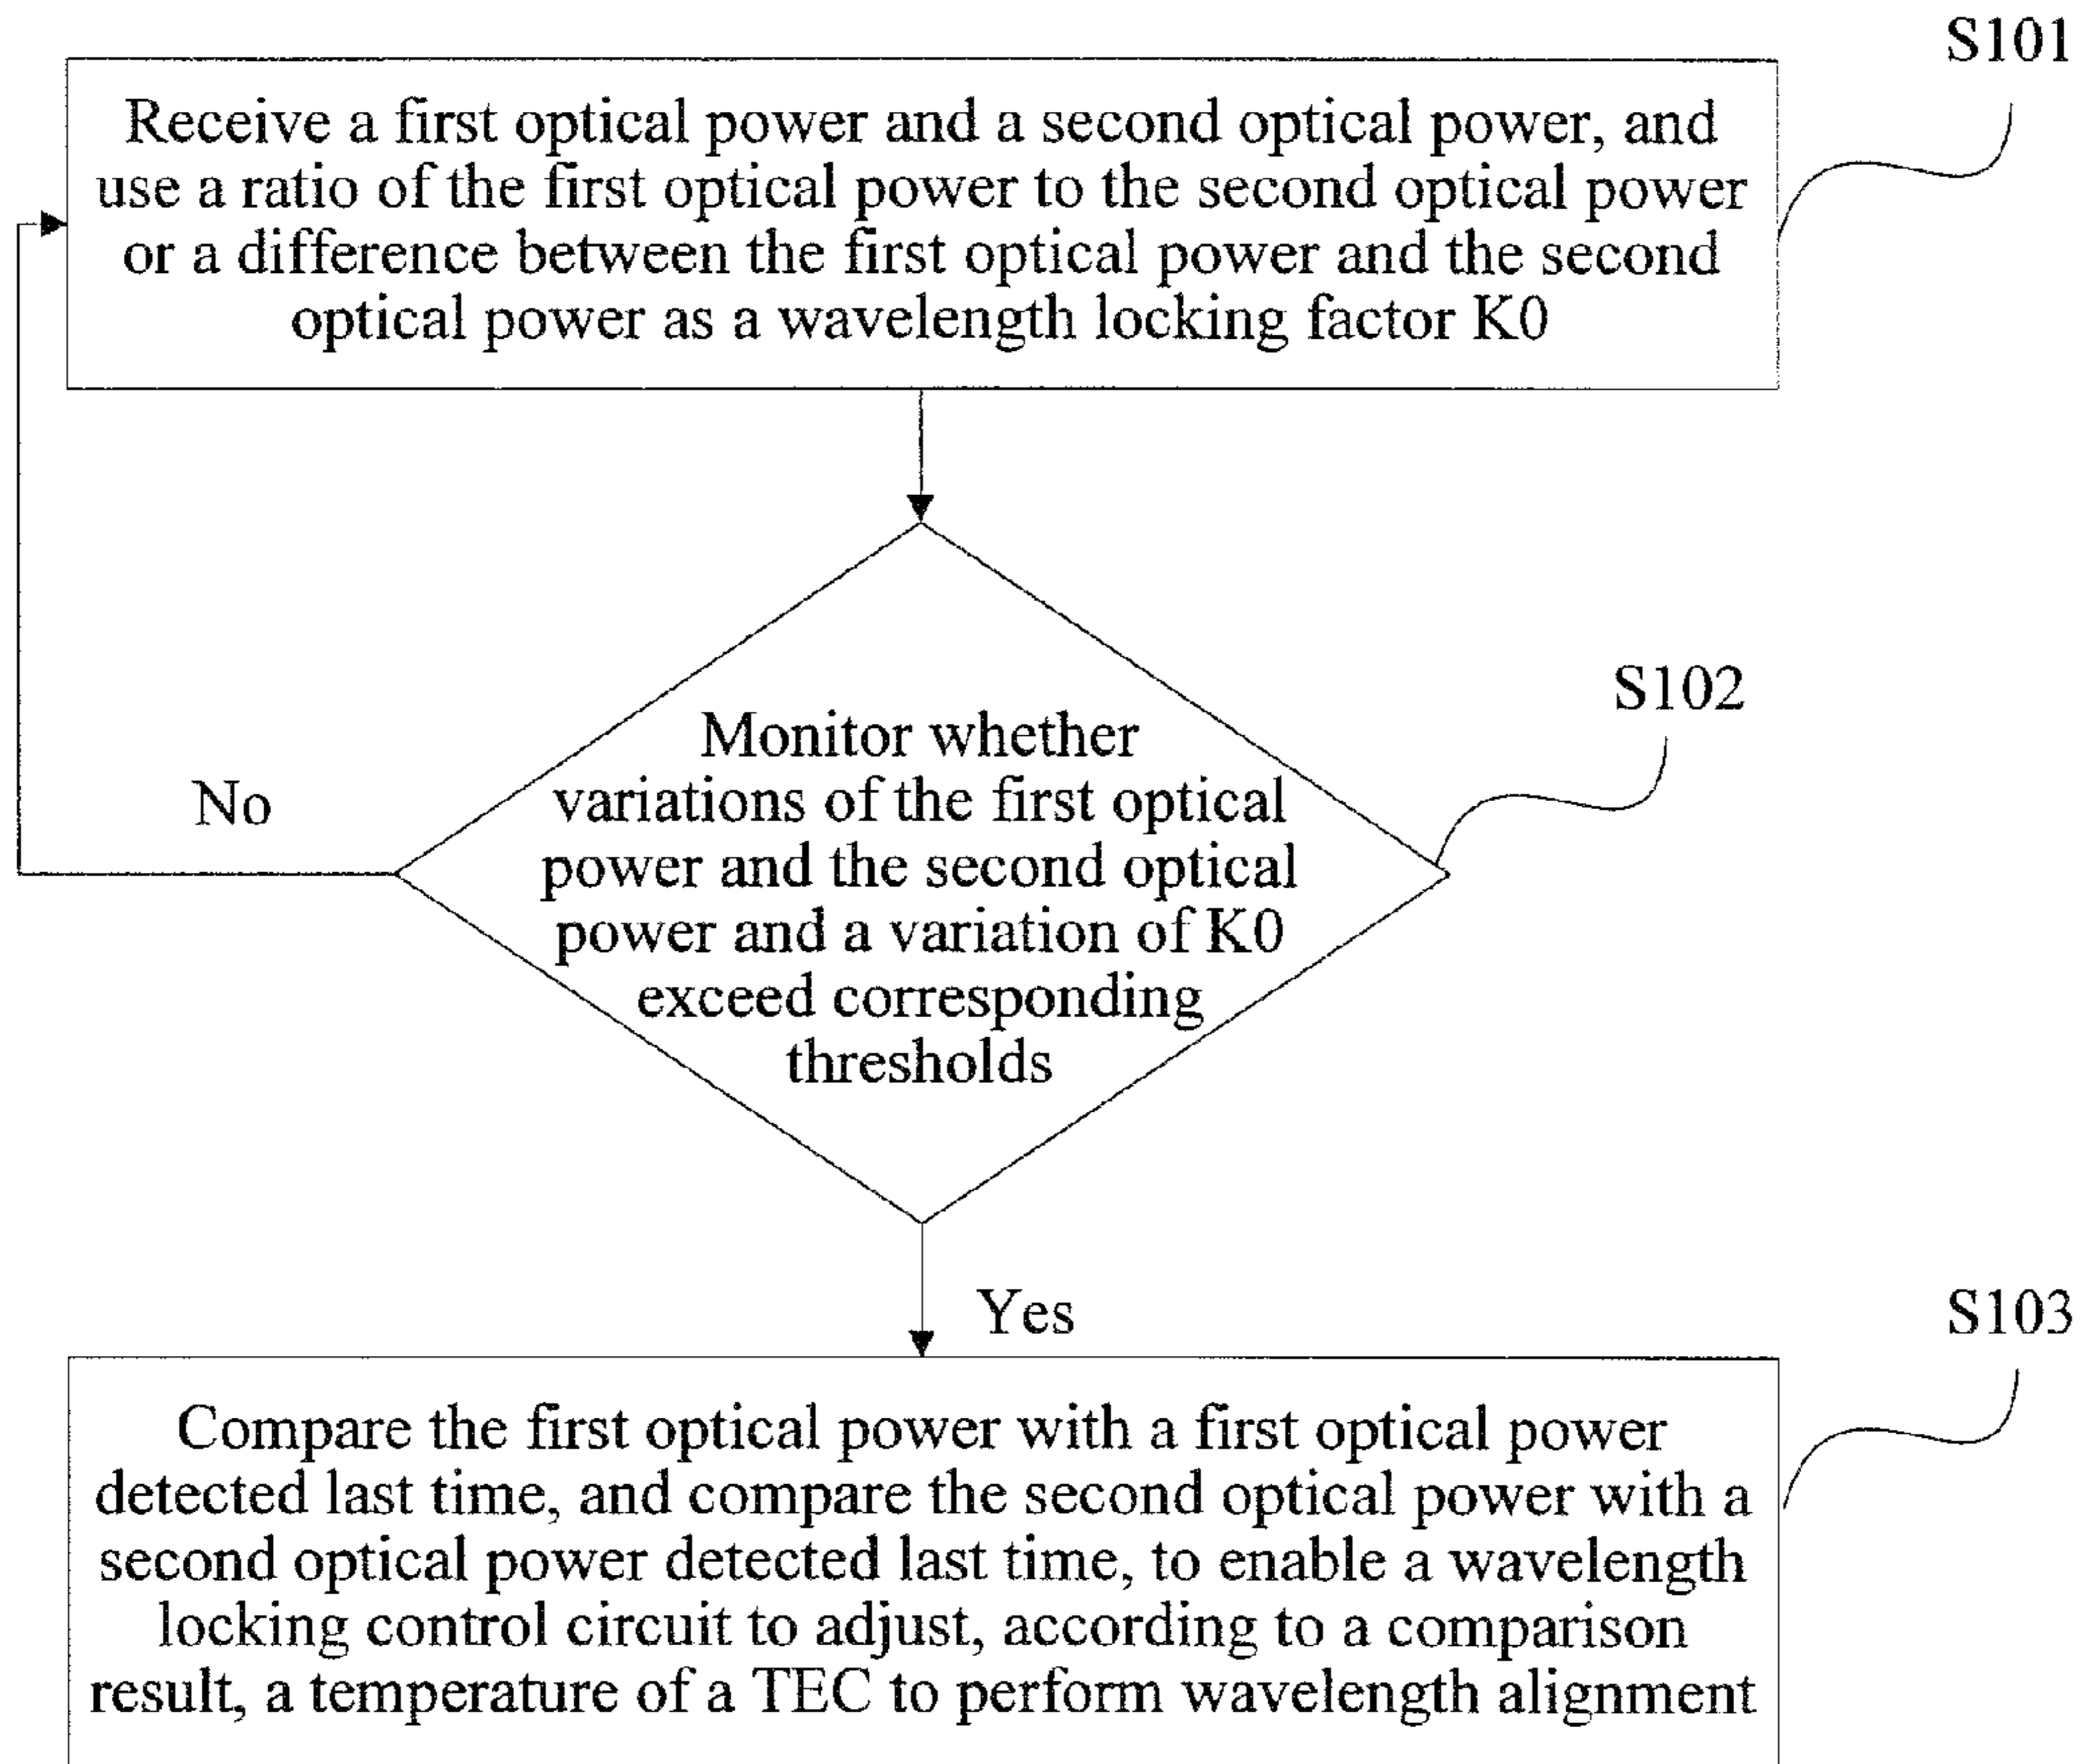 S101
Receive a first optical power and a second optical power, and
use a ratio of the first optical power to the second optical power
or a difference between the first optical power and the second
optical power as a wavelength locking factor K0
S102
Monitor whether
variations of the first optical
power and the second optical
power and a variation of K0
exceed corresponding
thresholds
No
Yes
S103
Compare the first optical power with a first optical power
detected last time, and compare the second optical power with a
second optical power detected last time, to enable a wavelength
locking control circuit to adjust, according to a comparison
result, a temperature of a TEC to perform wavelength alignment